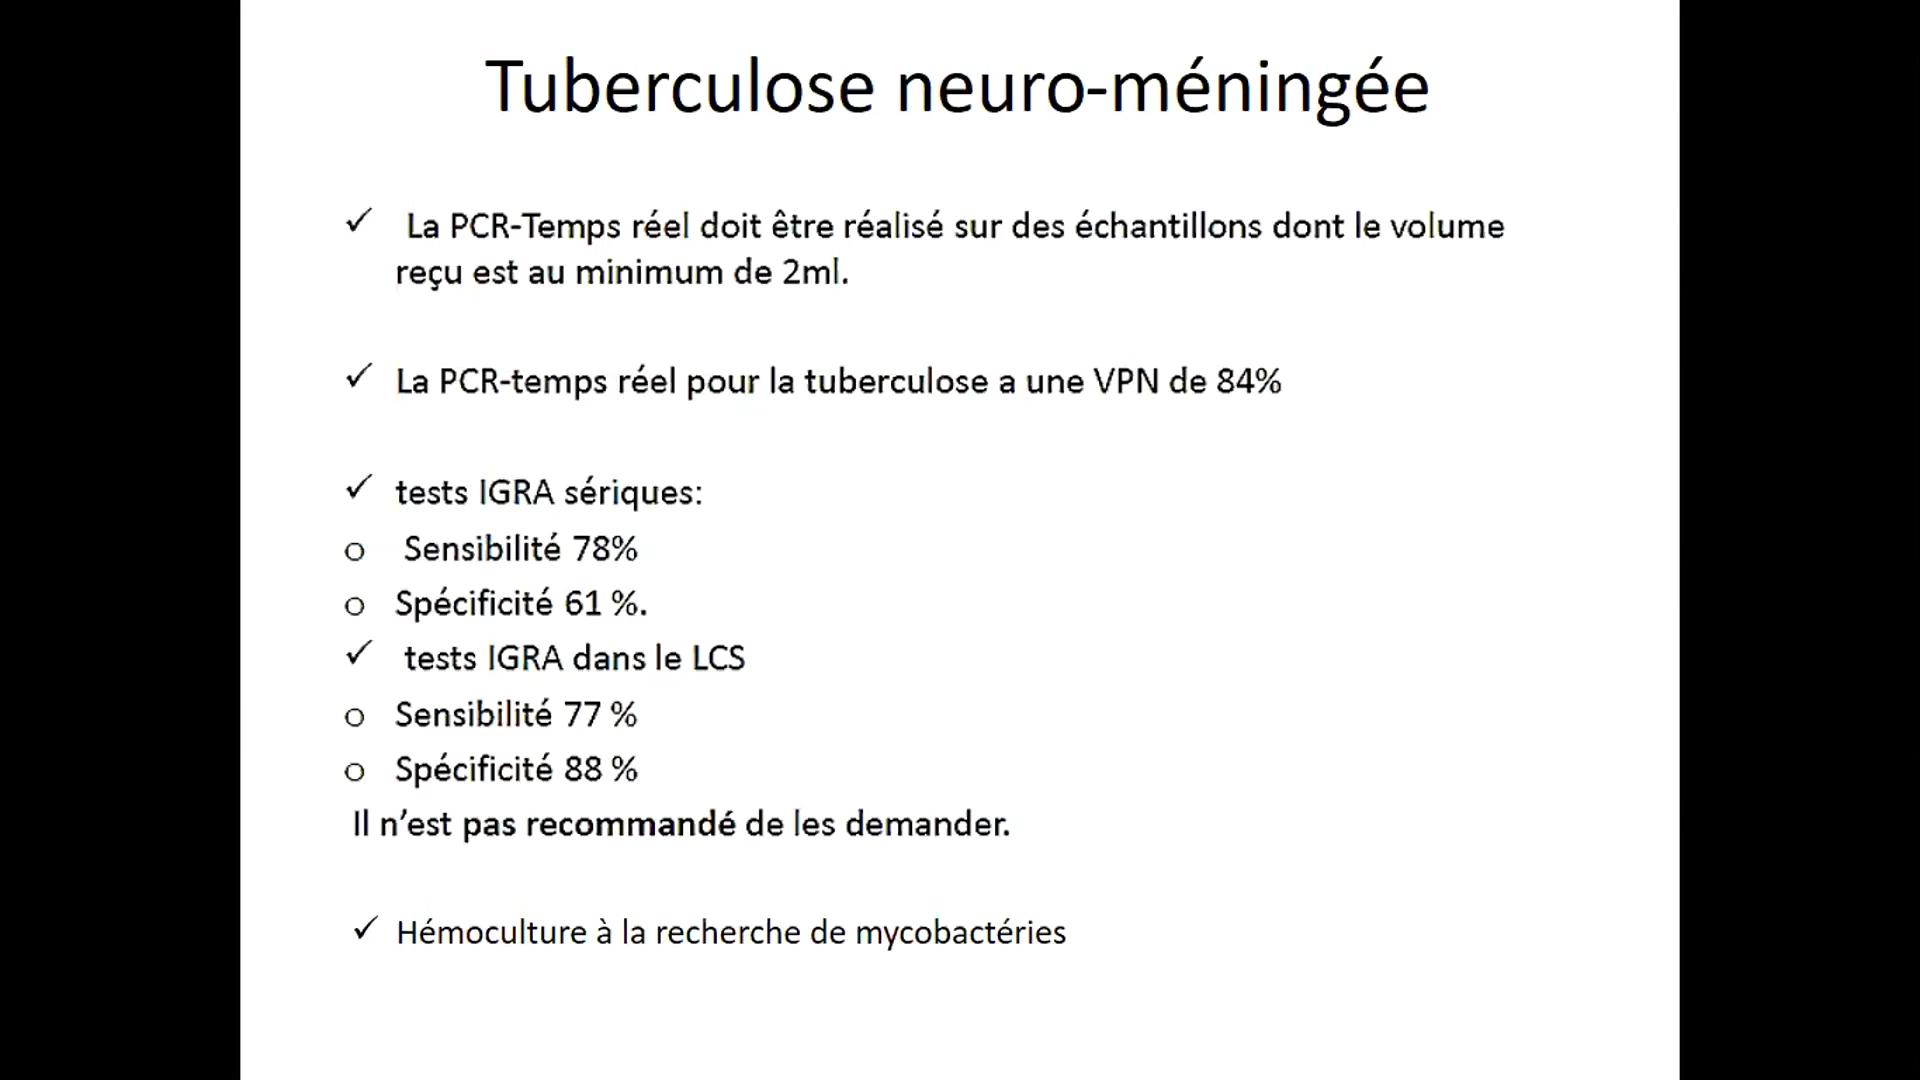 Tuberculose neuro-méningée
✓ La PCR-Temps réel doit être réalisé sur des échantillons dont le volume
reçu est au minimum de 2ml.
✓ La PCR-temps réel pour la tuberculose a une VPN de 84%
✓ tests IGRA sériques:
o Sensibilité 78%
o Spécificité 61 %.
✓ tests IGRA dans le LCS
o Sensibilité 77 %
o Spécificité 88 %
Il n’est pas recommandé de les demander.
✓ Hémoculture à la recherche de mycobactéries